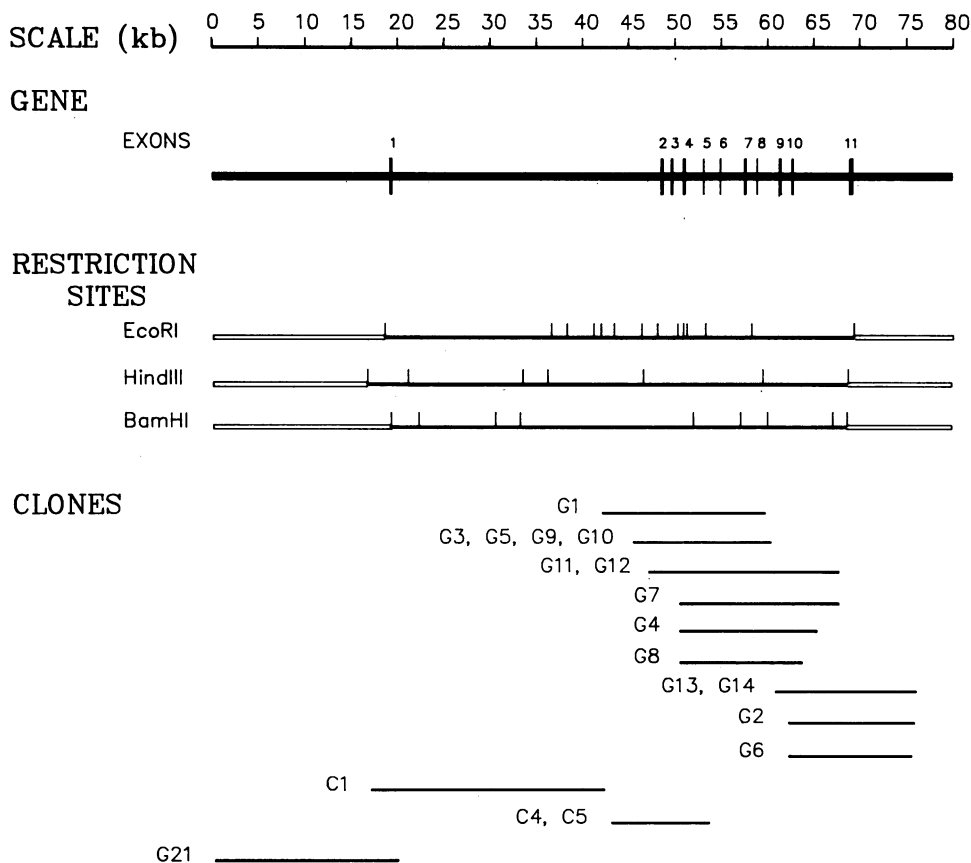 0 5 10 15 20 25 30 35 40 45 50 55 60 65 70 75 80
SCALE (kb)
GENE
EXONS 1 2 3 4 5 6 7 8 9 10 11
RESTRICTION
SITES
EcoRI
HindIII
BamHI
CLONES
G1
G3, G5, G9, G10
G11, G12
G7
G4
G8
G13, G14
G2
G6
C1
C4, C5
G21